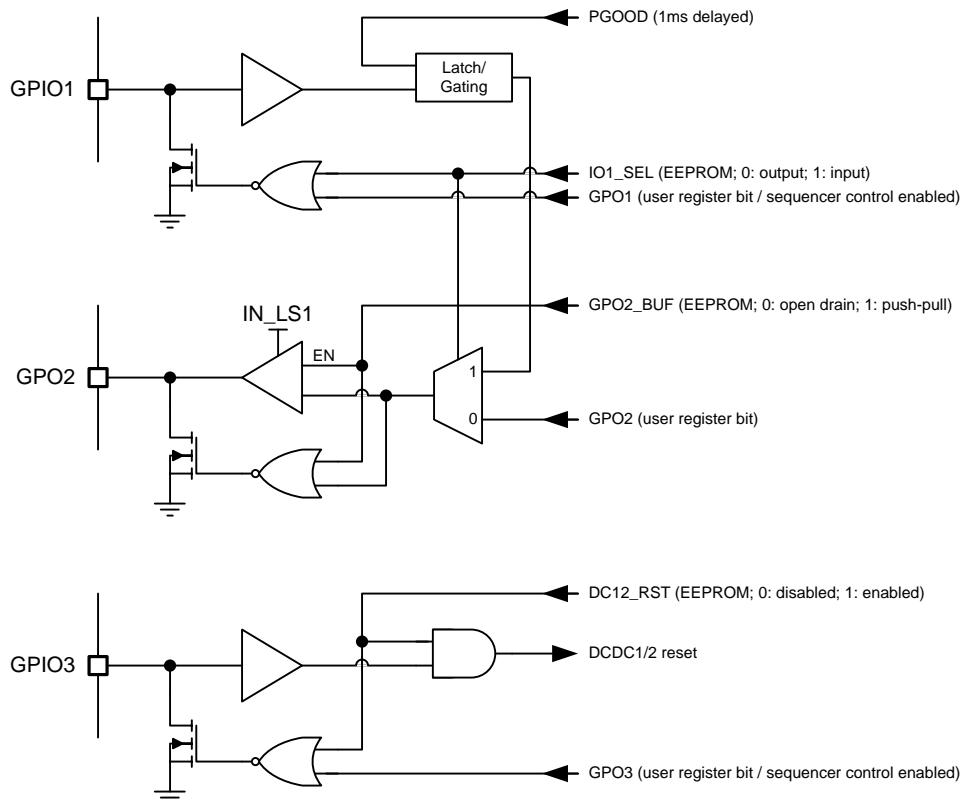 PGOOD (1ms delayed)
GPIO1
Latch/
Gating
IO1_SEL (EEPROM; 0: output; 1: input)
GPO1 (user register bit / sequencer control enabled)
GPO2_BUF (EEPROM; 0: open drain; 1: push-pull)
IN_LS1
EN
GPO2
1
0
GPO2 (user register bit)
DC12_RST (EEPROM; 0: disabled; 1: enabled)
GPIO3
DCDC1/2 reset
GPO3 (user register bit / sequencer control enabled)